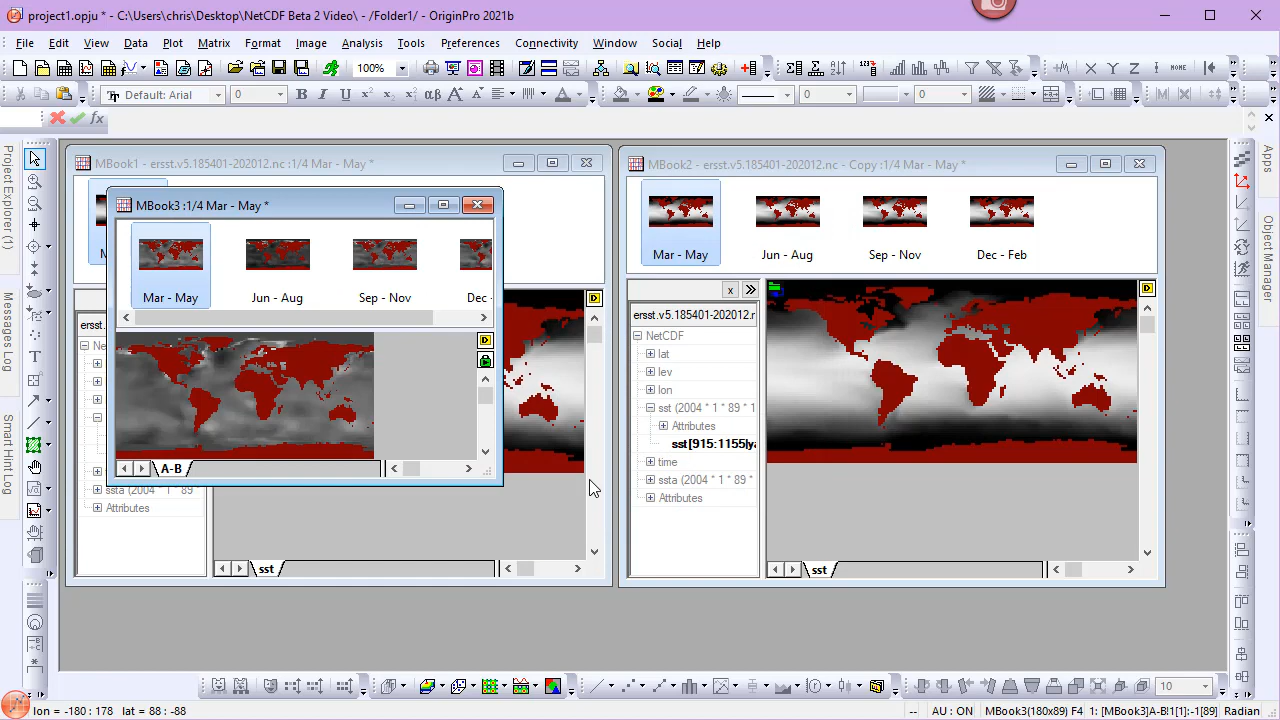 project1.opju * - C:\Users\chris\Desktop\NetCDF Beta 2 Video\ - /Folder1/ - OriginPro 2021b
File Edit View Data Plot Matrix Format Image Analysis Tools Preferences Connectivity Window Social Help
100%
Default: Arial 0 B I U αβ A A A 0 0
fx
Project Explorer (1)
Messages Log
Smart Hint Log
Apps
Object Manager
MBook1 - ersst.v5.185401-202012.nc :1/4 Mar - May *
MBook2 - ersst.v5.185401-202012.nc - Copy :1/4 Mar - May *
MBook3 :1/4 Mar - May *
Mar - May Jun - Aug Sep - Nov Dec -
A-B
ssta (2004 * 1 * 89 *
Attributes
sst
Mar - May Jun - Aug Sep - Nov Dec - Feb
ersst.v5.185401-202012.r
NetCDF
lat
lev
lon
sst (2004 * 1 * 89 * 1
Attributes
sst[915:1155|ya
time
ssta (2004 * 1 * 89 *
Attributes
sst
10
lon = -180 : 178 lat = 88 : -88 -- AU : ON MBook3(180x89) F4 1: [MBook3]A-B!1[1]:-1[89] Radian